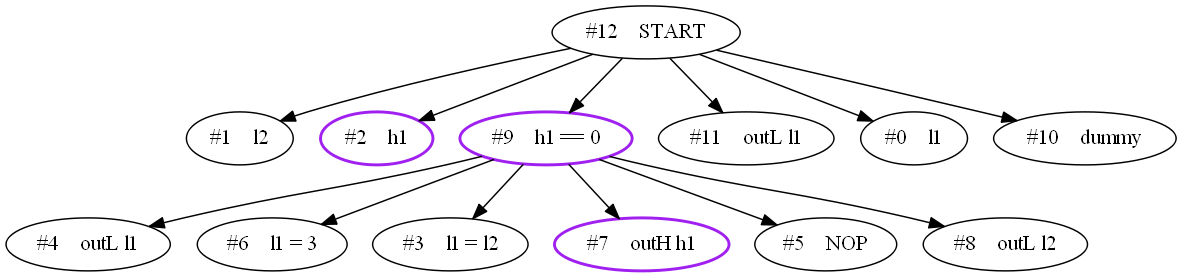 #12 START
#1 l2
#2 h1
#9 h1 == 0
#11 outL l1
#0 l1
#10 dummy
#4 outL l1
#6 l1 = 3
#3 l1 = l2
#7 outH h1
#5 NOP
#8 outL l2